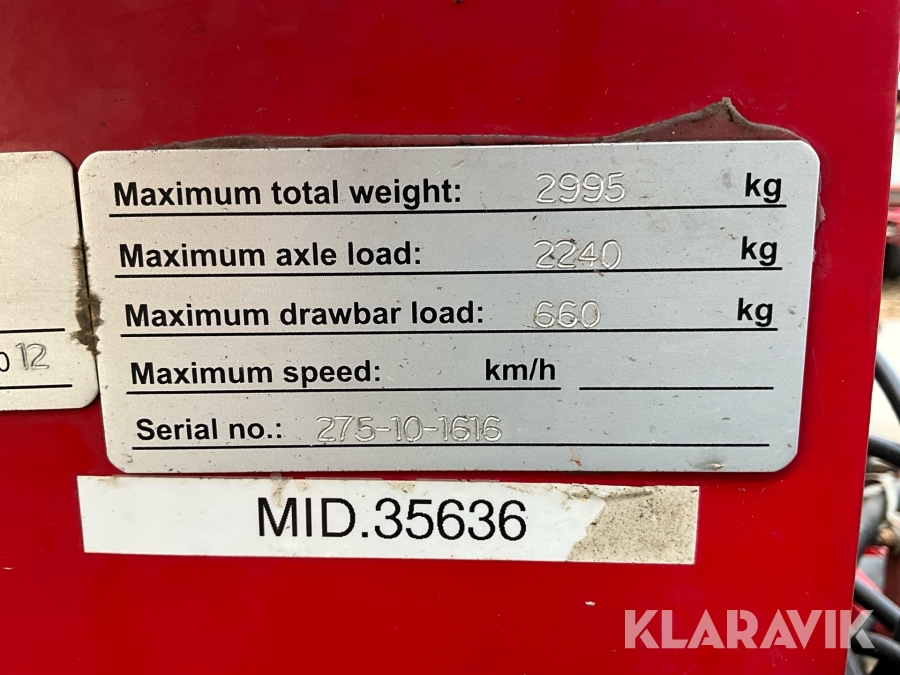 Maximum total weight: 2995 kg
Maximum axle load: 2240 kg
Maximum drawbar load: 660 kg
Maximum speed: km/h
Serial no.: 275-10-1616
012
MID.35636
KLARAVIK